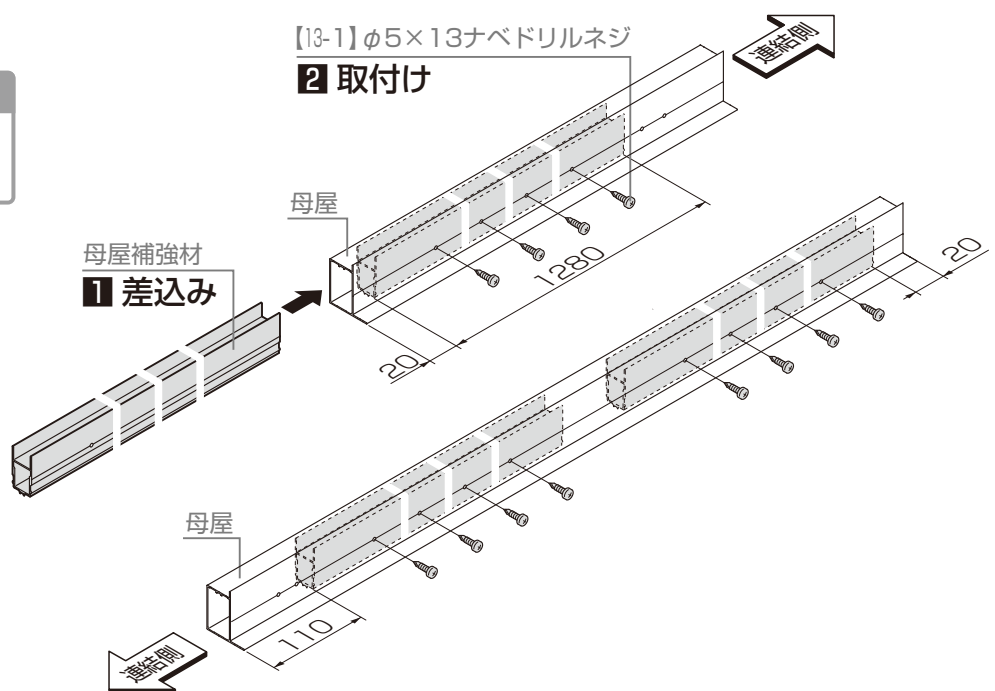 【13-1】φ5×13ナベドリルネジ
2 取付け
連結側
母屋
母屋補強材
1 差込み
1280
20
20
母屋
110
連結側